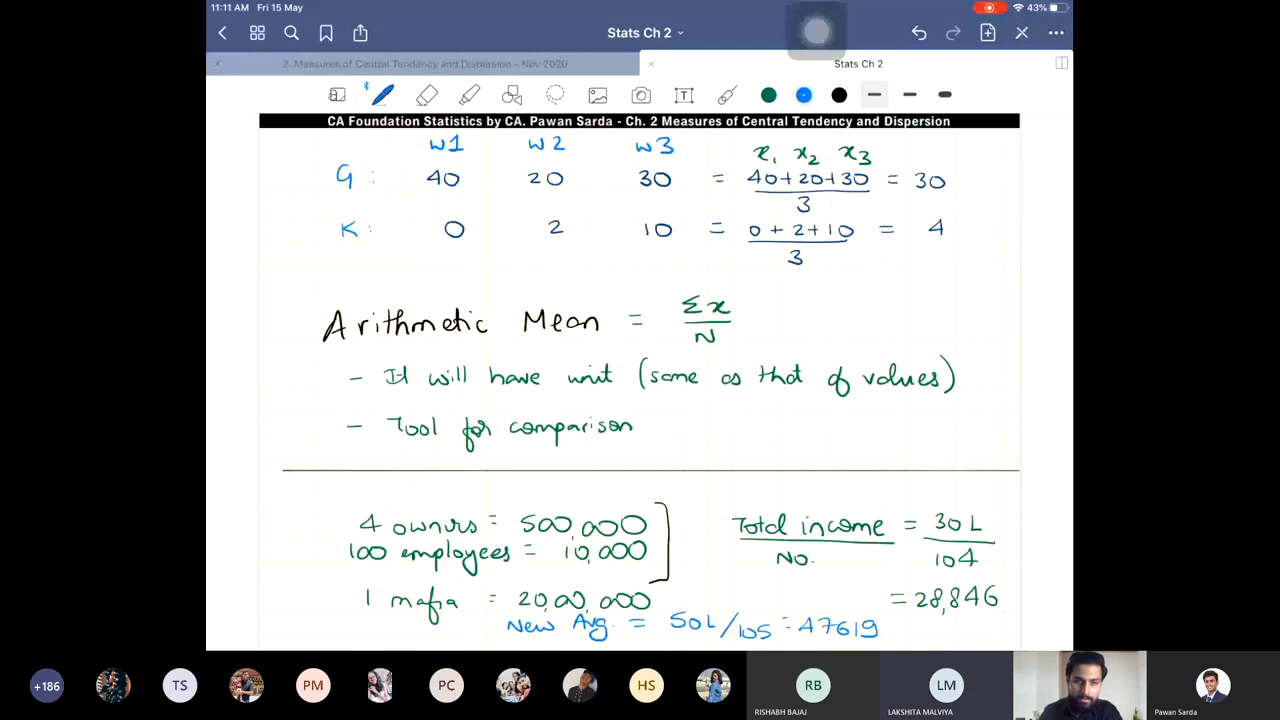 11:11 AM Fri 15 May 43%
Stats Ch 2
2. Measures of Central Tendency and Dispersion - Nov 2020
Stats Ch 2
CA Foundation Statistics by CA. Pawan Sarda - Ch. 2 Measures of Central Tendency and Dispersion
w1 w2 w3 x₁ x₂ x₃
G : 40 20 30 = 40+20+30 / 3 = 30
K : 0 2 10 = 0 + 2 + 10 / 3 = 4
Arithmetic Mean = Σx / N
- It will have unit (same as that of values)
- Tool for comparison
4 owners = 500,000
100 employees = 10,000
Total income / No. = 30L / 104
1 mafia = 20,00,000
= 28,846
New Avg. = 50L/105 = 47619
+186 TS PM PC HS RB LM
RISHABH BAJAJ LAKSHITA MALVIYA Pawan Sarda